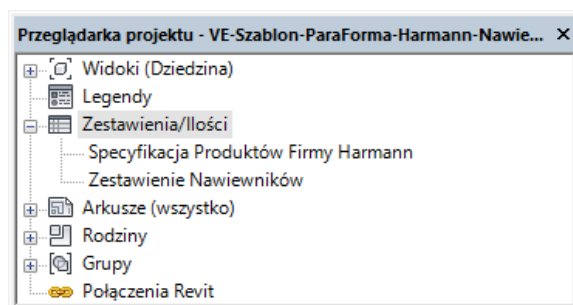 Przeglądarka projektu - VE-Szablon-ParaForma-Harmann-Nawie...
Widoki (Dziedzina)
Legendy
Zestawienia/Ilości
Specyfikacja Produktów Firmy Harmann
Zestawienie Nawiewników
Arkusze (wszystko)
Rodziny
Grupy
Połączenia Revit